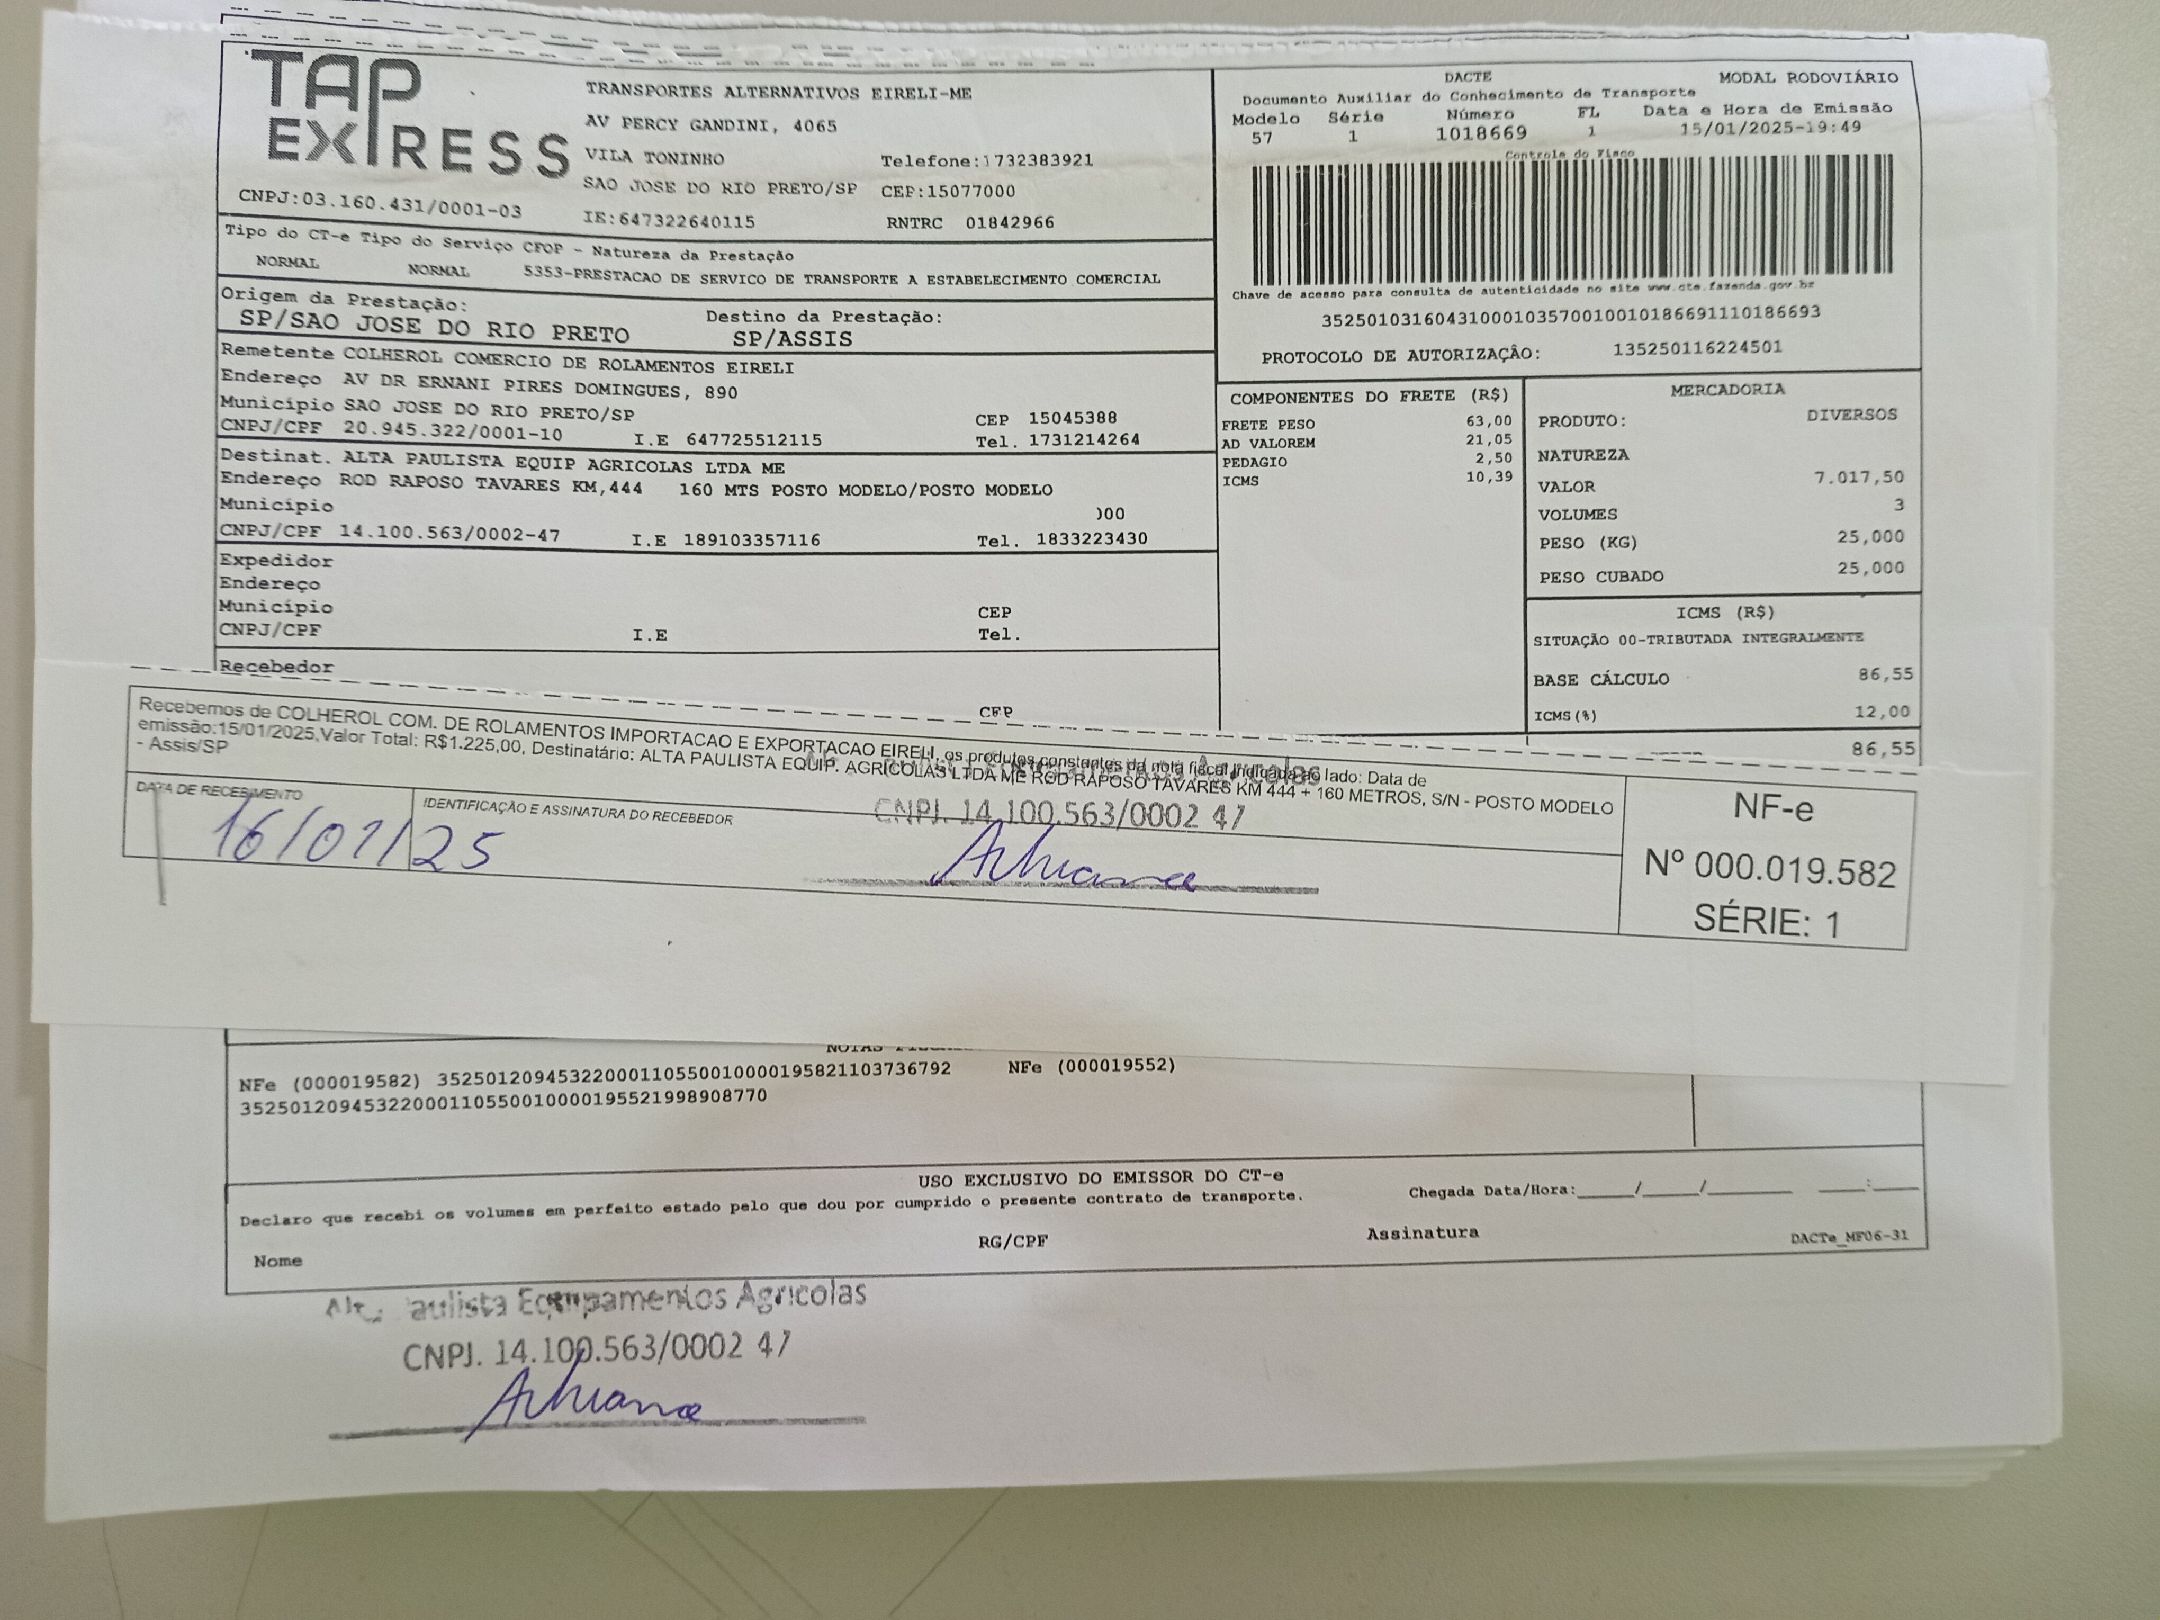 TAP EXPRESS
TRANSPORTES ALTERNATIVOS EIRELI-ME
AV PERCY GANDINI, 4065
VILA TONINHO Telefone:1732383921
SAO JOSE DO RIO PRETO/SP CEP:15077000
CNPJ:03.160.431/0001-03 IE:647322640115 RNTRC 01842966
DACTE MODAL RODOVIÁRIO
Documento Auxiliar do Conhecimento de Transporte
Modelo Série Número FL Data e Hora de Emissão
57 1 1018669 1 15/01/2025-19:49
Controle do Fisco
Chave de acesso para consulta de autenticidade no site www.cte.fazenda.gov.br
35250103160431000103570010010186691110186693
PROTOCOLO DE AUTORIZAÇÃO: 135250116224501
Tipo do CT-e Tipo do Serviço CFOP - Natureza da Prestação
NORMAL NORMAL 5353-PRESTACAO DE SERVICO DE TRANSPORTE A ESTABELECIMENTO COMERCIAL
Origem da Prestação: Destino da Prestação:
SP/SAO JOSE DO RIO PRETO SP/ASSIS
Remetente COLHEROL COMERCIO DE ROLAMENTOS EIRELI
Endereço AV DR ERNANI PIRES DOMINGUES, 890
Município SAO JOSE DO RIO PRETO/SP CEP 15045388
CNPJ/CPF 20.945.322/0001-10 I.E 647725512115 Tel. 1731214264
Destinat. ALTA PAULISTA EQUIP AGRICOLAS LTDA ME
Endereço ROD RAPOSO TAVARES KM,444 160 MTS POSTO MODELO/POSTO MODELO
Município 000
CNPJ/CPF 14.100.563/0002-47 I.E 189103357116 Tel. 1833223430
Expedidor
Endereço
Município CEP
CNPJ/CPF I.E Tel.
Recebedor
CEP
COMPONENTES DO FRETE (R$)
FRETE PESO 63,00
AD VALOREM 21,05
PEDAGIO 2,50
ICMS 10,39
MERCADORIA
PRODUTO: DIVERSOS
NATUREZA
VALOR 7.017,50
VOLUMES 3
PESO (KG) 25,000
PESO CUBADO 25,000
ICMS (R$)
SITUAÇÃO 00-TRIBUTADA INTEGRALMENTE
BASE CÁLCULO 86,55
ICMS(%) 12,00
86,55
Recebemos de COLHEROL COM. DE ROLAMENTOS IMPORTACAO E EXPORTACAO EIRELI, os produtos constantes da nota fiscal indicada ao lado: Data de
emissão:15/01/2025,Valor Total: R$1.225,00, Destinatário: ALTA PAULISTA EQUIP. AGRICOLAS LTDA ME ROD RAPOSO TAVARES KM 444 + 160 METROS, S/N - POSTO MODELO
- Assis/SP
DATA DE RECEBIMENTO IDENTIFICAÇÃO E ASSINATURA DO RECEBEDOR
16/01/25
Agricolas
CNPJ. 14.100.563/0002 47
Adriana
NF-e
Nº 000.019.582
SÉRIE: 1
NFe (000019582) 35250120945322000110550010000195821103736792 NFe (000019552)
35250120945322000110550010000195521998908770
USO EXCLUSIVO DO EMISSOR DO CT-e
Declaro que recebi os volumes em perfeito estado pelo que dou por cumprido o presente contrato de transporte. Chegada Data/Hora:_____/_____/_______ _____:____
Nome RG/CPF Assinatura DACTe_MF06-31
Paulista Equipamentos Agricolas
CNPJ. 14.100.563/0002 47
Adriana